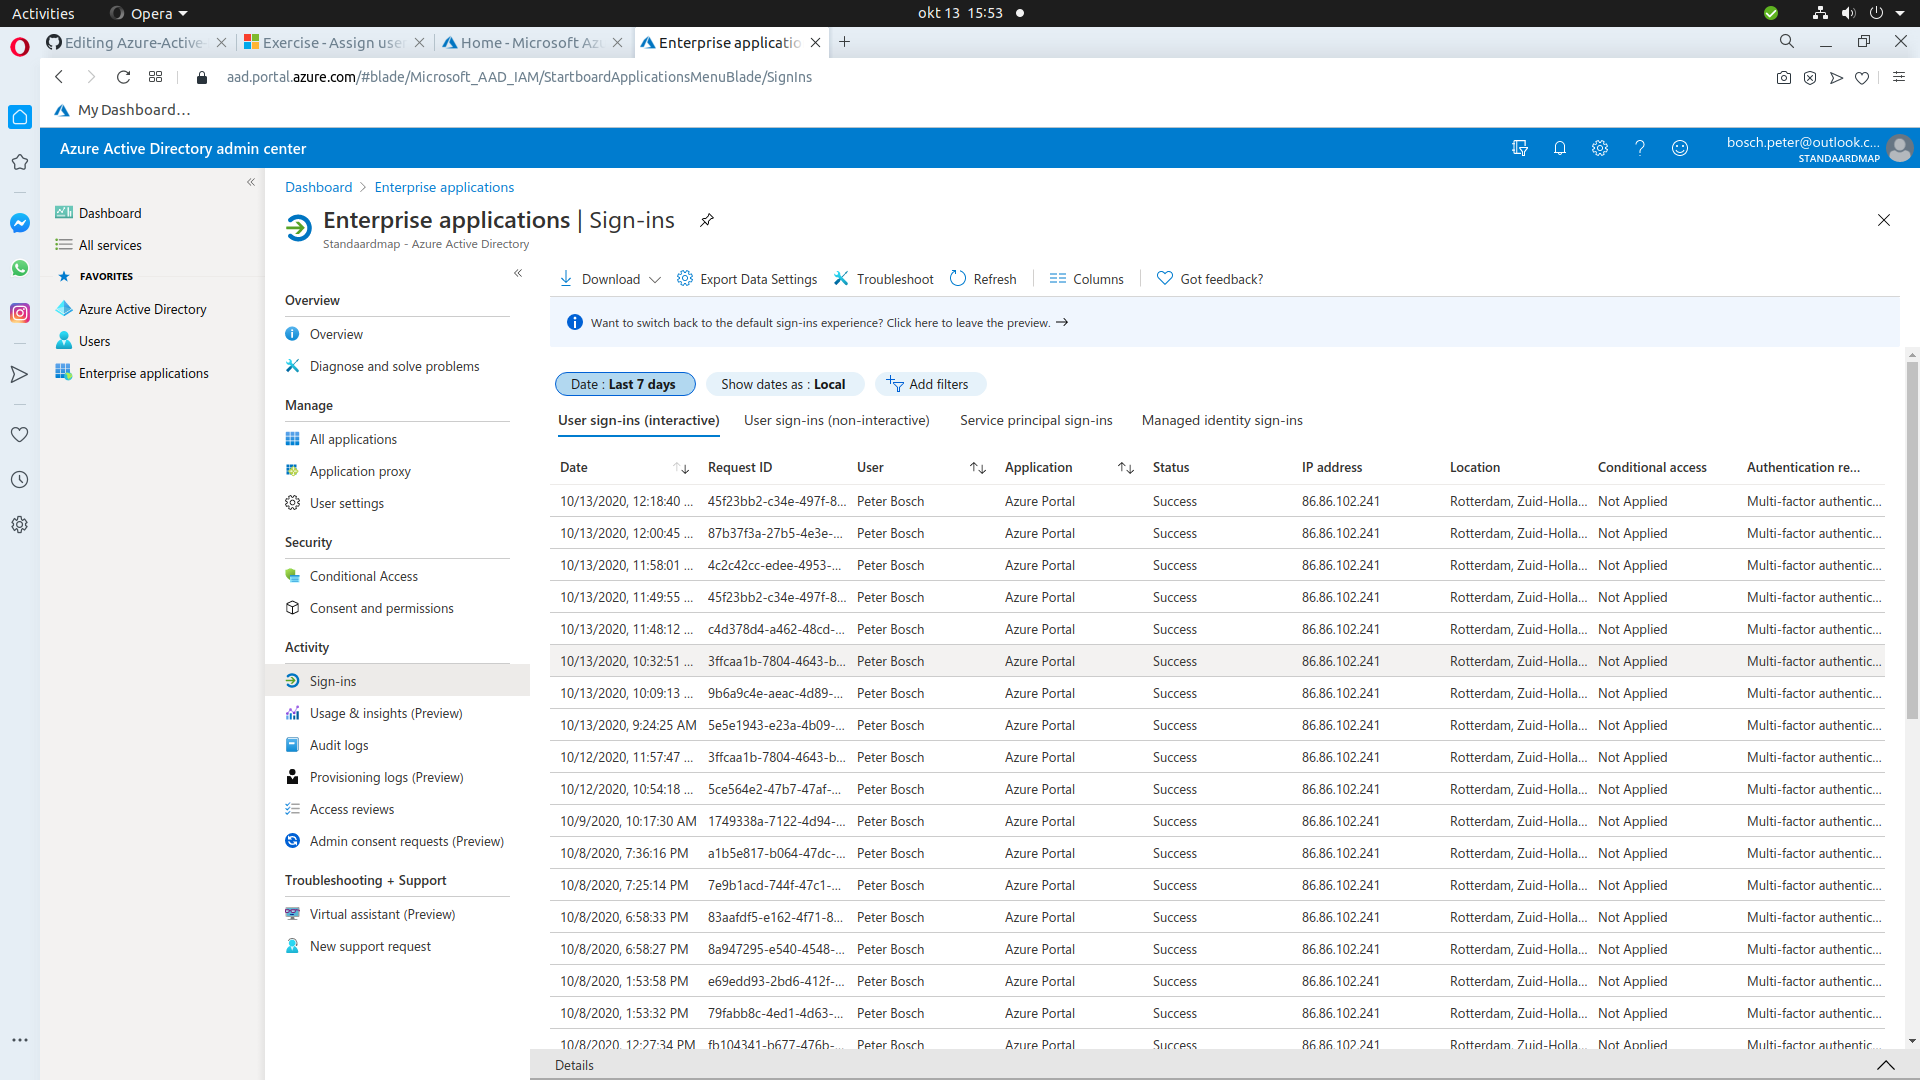 Activities
Opera
okt 13 15:53
Editing Azure-Active-
Exercise - Assign user
Home - Microsoft Azu
Enterprise applicatio
aad.portal.azure.com/#blade/Microsoft_AAD_IAM/StartboardApplicationsMenuBlade/SignIns
My Dashboard…
Azure Active Directory admin center
bosch.peter@outlook.c...
STANDAARDMAP
Dashboard
All services
FAVORITES
Azure Active Directory
Users
Enterprise applications
Dashboard > Enterprise applications
Enterprise applications | Sign-ins
Standaardmap - Azure Active Directory
Overview
Overview
Diagnose and solve problems
Manage
All applications
Application proxy
User settings
Security
Conditional Access
Consent and permissions
Activity
Sign-ins
Usage & insights (Preview)
Audit logs
Provisioning logs (Preview)
Access reviews
Admin consent requests (Preview)
Troubleshooting + Support
Virtual assistant (Preview)
New support request
Download Export Data Settings Troubleshoot Refresh Columns Got feedback?
Want to switch back to the default sign-ins experience? Click here to leave the preview. →
Date : Last 7 days Show dates as : Local Add filters
User sign-ins (interactive) User sign-ins (non-interactive) Service principal sign-ins Managed identity sign-ins
Date Request ID User Application Status IP address Location Conditional access Authentication re...
10/13/2020, 12:18:40 ... 45f23bb2-c34e-497f-8... Peter Bosch Azure Portal Success 86.86.102.241 Rotterdam, Zuid-Holla... Not Applied Multi-factor authentic...
10/13/2020, 12:00:45 ... 87b37f3a-27b5-4e3e-... Peter Bosch Azure Portal Success 86.86.102.241 Rotterdam, Zuid-Holla... Not Applied Multi-factor authentic...
10/13/2020, 11:58:01 ... 4c2c42cc-edee-4953-... Peter Bosch Azure Portal Success 86.86.102.241 Rotterdam, Zuid-Holla... Not Applied Multi-factor authentic...
10/13/2020, 11:49:55 ... 45f23bb2-c34e-497f-8... Peter Bosch Azure Portal Success 86.86.102.241 Rotterdam, Zuid-Holla... Not Applied Multi-factor authentic...
10/13/2020, 11:48:12 ... c4d378d4-a462-48cd-... Peter Bosch Azure Portal Success 86.86.102.241 Rotterdam, Zuid-Holla... Not Applied Multi-factor authentic...
10/13/2020, 10:32:51 ... 3ffcaa1b-7804-4643-b... Peter Bosch Azure Portal Success 86.86.102.241 Rotterdam, Zuid-Holla... Not Applied Multi-factor authentic...
10/13/2020, 10:09:13 ... 9b6a9c4e-aeac-4d89-... Peter Bosch Azure Portal Success 86.86.102.241 Rotterdam, Zuid-Holla... Not Applied Multi-factor authentic...
10/13/2020, 9:24:25 AM 5e5e1943-e23a-4b09-... Peter Bosch Azure Portal Success 86.86.102.241 Rotterdam, Zuid-Holla... Not Applied Multi-factor authentic...
10/12/2020, 11:57:47 ... 3ffcaa1b-7804-4643-b... Peter Bosch Azure Portal Success 86.86.102.241 Rotterdam, Zuid-Holla... Not Applied Multi-factor authentic...
10/12/2020, 10:54:18 ... 5ce564e2-47b7-47af-... Peter Bosch Azure Portal Success 86.86.102.241 Rotterdam, Zuid-Holla... Not Applied Multi-factor authentic...
10/9/2020, 10:17:30 AM 1749338a-7122-4d94-... Peter Bosch Azure Portal Success 86.86.102.241 Rotterdam, Zuid-Holla... Not Applied Multi-factor authentic...
10/8/2020, 7:36:16 PM a1b5e817-b064-47dc-... Peter Bosch Azure Portal Success 86.86.102.241 Rotterdam, Zuid-Holla... Not Applied Multi-factor authentic...
10/8/2020, 7:25:14 PM 7e9b1acd-744f-47c1-... Peter Bosch Azure Portal Success 86.86.102.241 Rotterdam, Zuid-Holla... Not Applied Multi-factor authentic...
10/8/2020, 6:58:33 PM 83aafdf5-e162-4f71-8... Peter Bosch Azure Portal Success 86.86.102.241 Rotterdam, Zuid-Holla... Not Applied Multi-factor authentic...
10/8/2020, 6:58:27 PM 8a947295-e540-4548-... Peter Bosch Azure Portal Success 86.86.102.241 Rotterdam, Zuid-Holla... Not Applied Multi-factor authentic...
10/8/2020, 1:53:58 PM e69edd93-2bd6-412f-... Peter Bosch Azure Portal Success 86.86.102.241 Rotterdam, Zuid-Holla... Not Applied Multi-factor authentic...
10/8/2020, 1:53:32 PM 79fabb8c-4ed1-4d63-... Peter Bosch Azure Portal Success 86.86.102.241 Rotterdam, Zuid-Holla... Not Applied Multi-factor authentic...
10/8/2020, 12:27:34 PM fb104341-b677-476b-... Peter Bosch Azure Portal Success 86.86.102.241 Rotterdam, Zuid-Holla... Not Applied Multi-factor authentic...
Details